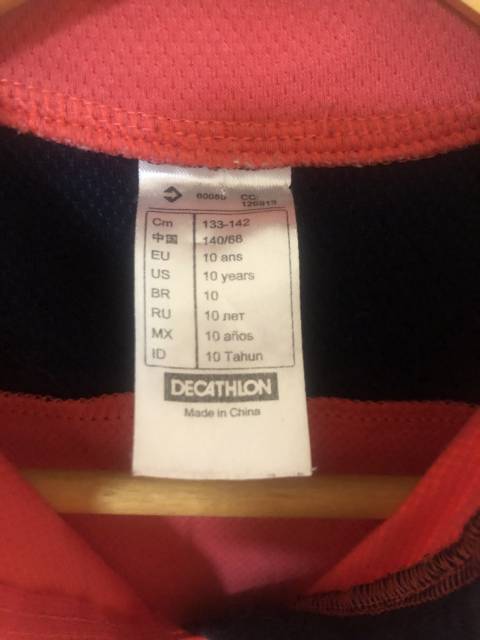 CC:
Cm 133-142
中国 140/68
EU 10 ans
US 10 years
BR 10
RU 10 лет
MX 10 años
ID 10 Tahun
DECATHLON
Made in China